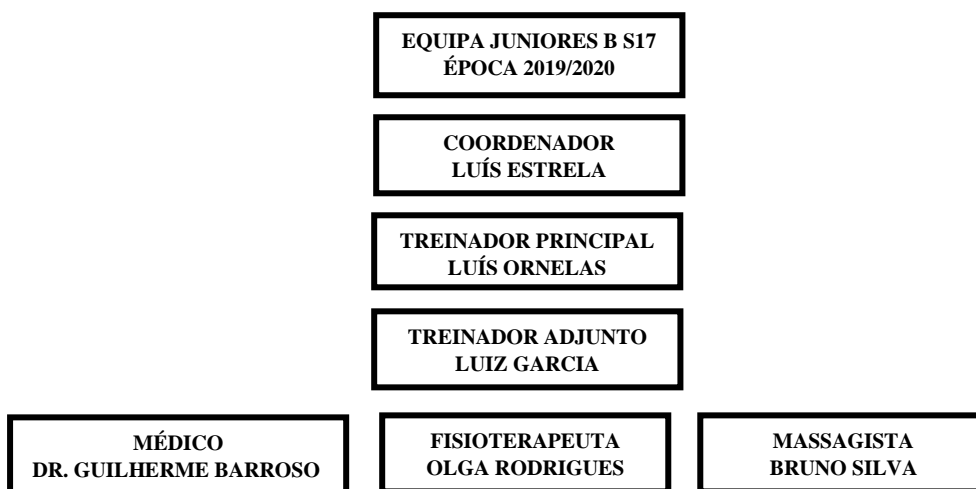 EQUIPA JUNIORES B S17
ÉPOCA 2019/2020
COORDENADOR
LUÍS ESTRELA
TREINADOR PRINCIPAL
LUÍS ORNELAS
TREINADOR ADJUNTO
LUIZ GARCIA
MÉDICO
DR. GUILHERME BARROSO
FISIOTERAPEUTA
OLGA RODRIGUES
MASSAGISTA
BRUNO SILVA